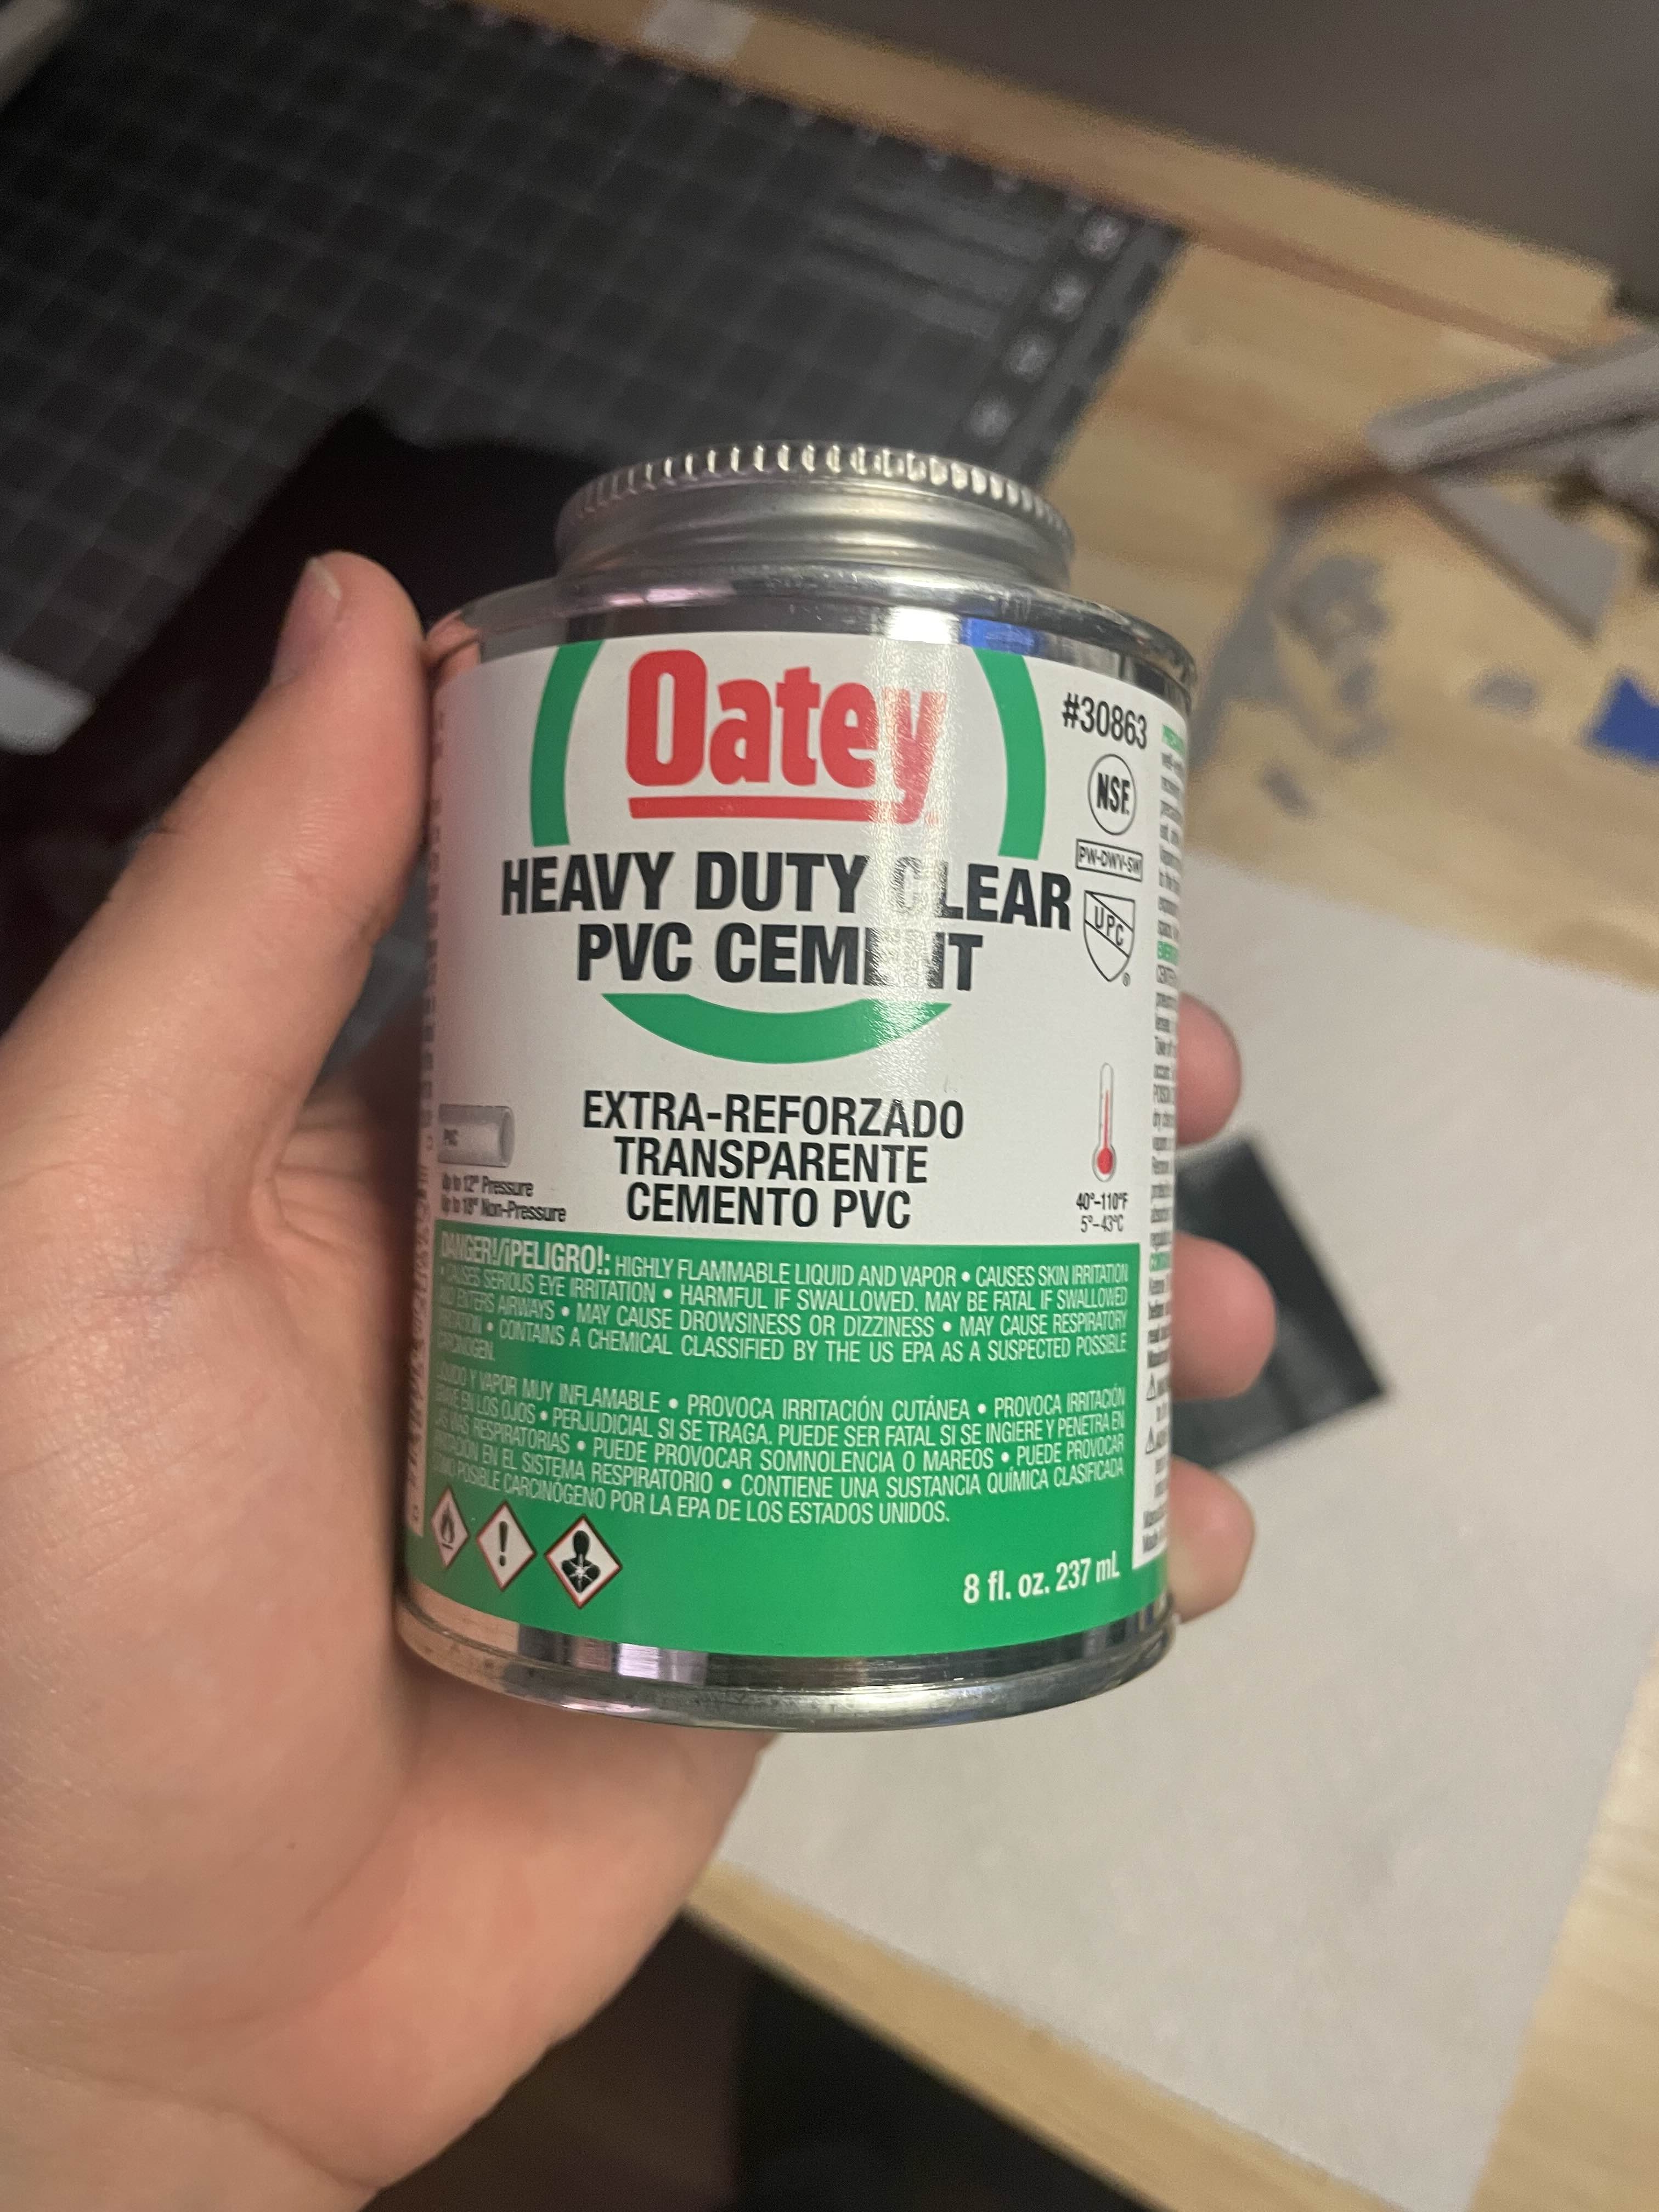 Oatey
#30863
NSF
PW-DWV-SW
UPC
®
HEAVY DUTY CLEAR
PVC CEMENT
EXTRA-REFORZADO
TRANSPARENTE
CEMENTO PVC
PVC
Up to 12" Pressure
Up to 18" Non-Pressure
40°-110°F
5°-43°C
DANGER!/¡PELIGRO!: HIGHLY FLAMMABLE LIQUID AND VAPOR • CAUSES SKIN IRRITATION
• CAUSES SERIOUS EYE IRRITATION • HARMFUL IF SWALLOWED. MAY BE FATAL IF SWALLOWED
AND ENTERS AIRWAYS • MAY CAUSE DROWSINESS OR DIZZINESS • MAY CAUSE RESPIRATORY
IRRITATION • CONTAINS A CHEMICAL CLASSIFIED BY THE US EPA AS A SUSPECTED POSSIBLE
CARCINOGEN.
LÍQUIDO Y VAPOR MUY INFLAMABLE • PROVOCA IRRITACIÓN CUTÁNEA • PROVOCA IRRITACIÓN
GRAVE EN LOS OJOS • PERJUDICIAL SI SE TRAGA. PUEDE SER FATAL SI SE INGIERE Y PENETRA EN
LAS VIAS RESPIRATORIAS • PUEDE PROVOCAR SOMNOLENCIA O MAREOS • PUEDE PROVOCAR
IRRITACIÓN EN EL SISTEMA RESPIRATORIO • CONTIENE UNA SUSTANCIA QUÍMICA CLASIFICADA
COMO POSIBLE CARCINÓGENO POR LA EPA DE LOS ESTADOS UNIDOS.
8 fl. oz. 237 mL